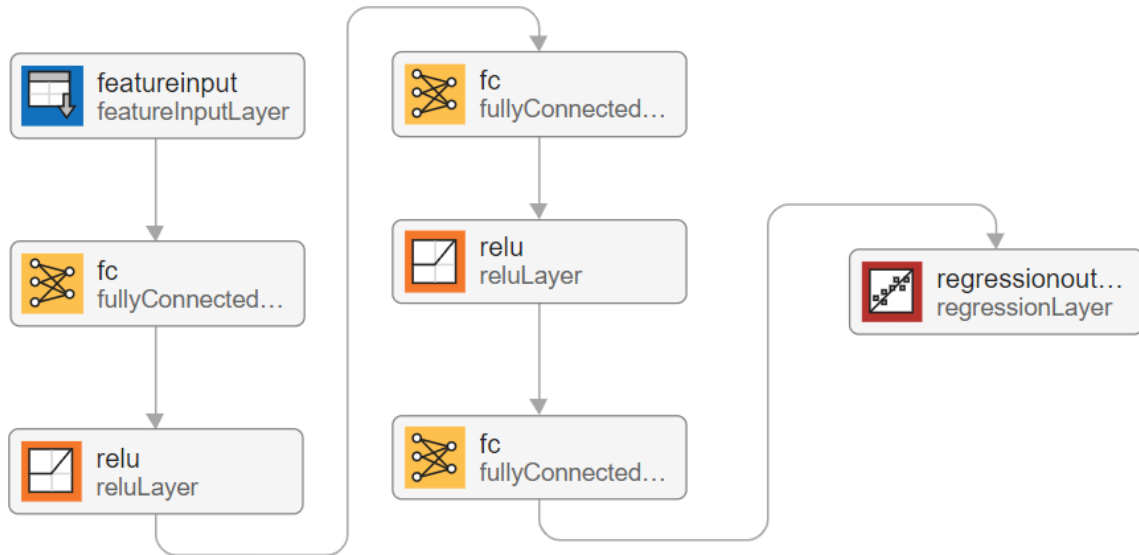 featureinput
featureInputLayer
fc
fullyConnected...
relu
reluLayer
fc
fullyConnected...
relu
reluLayer
fc
fullyConnected...
regressionout...
regressionLayer